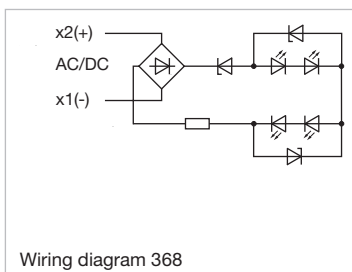 x2(+)
AC/DC
x1(-)
Wiring diagram 368